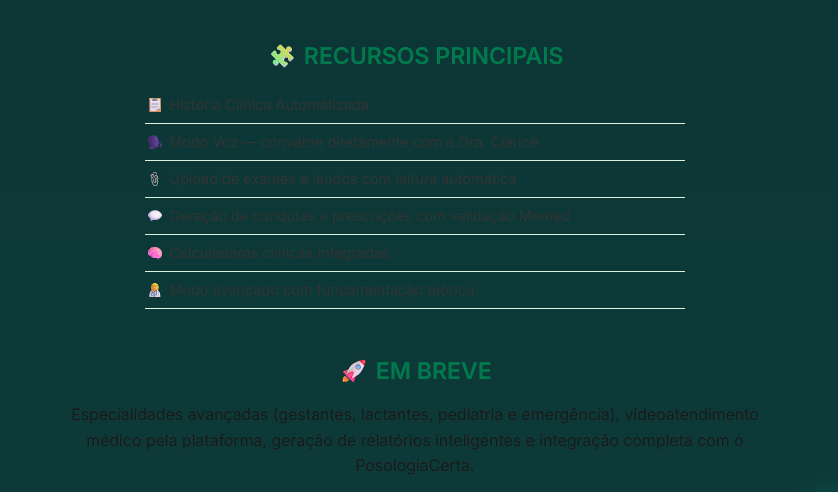 🧩 RECURSOS PRINCIPAIS
📋 História Clínica Automatizada
🗣 Modo Voz — converse diretamente com a Dra. Clarice
📎 Upload de exames e laudos com leitura automática
💬 Geração de condutas e prescrições com validação Memed
🧠 Calculadoras clínicas integradas
🧑‍⚕️ Modo avançado com fundamentação teórica
🚀 EM BREVE
Especialidades avançadas (gestantes, lactantes, pediatria e emergência), vídeoatendimento
médico pela plataforma, geração de relatórios inteligentes e integração completa com o
PosologiaCerta.